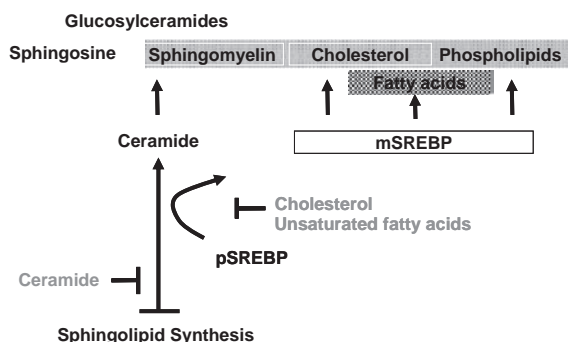 Glucosylceramides
Sphingosine Sphingomyelin Cholesterol Phospholipids
Fatty acids
Ceramide mSREBP
Cholesterol
Unsaturated fatty acids
pSREBP
Ceramide
Sphingolipid Synthesis